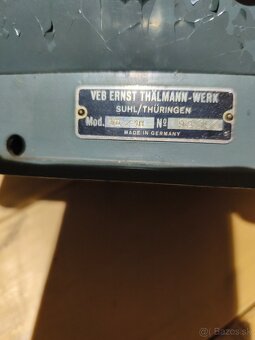 VEB ERNST THÄLMANN-WERK
SUHL/THÜRINGEN
Mod. Nº
MADE IN GERMANY
Bazos.sk